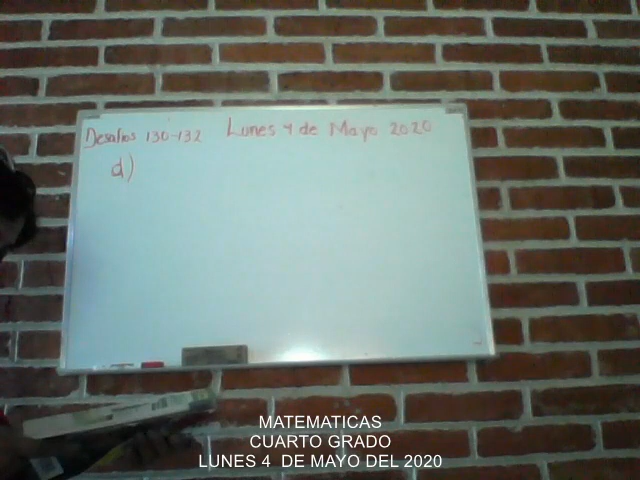 Desafios 130-132 Lunes 4 de Mayo 2020
d)
MATEMATICAS
CUARTO GRADO
LUNES 4 DE MAYO DEL 2020